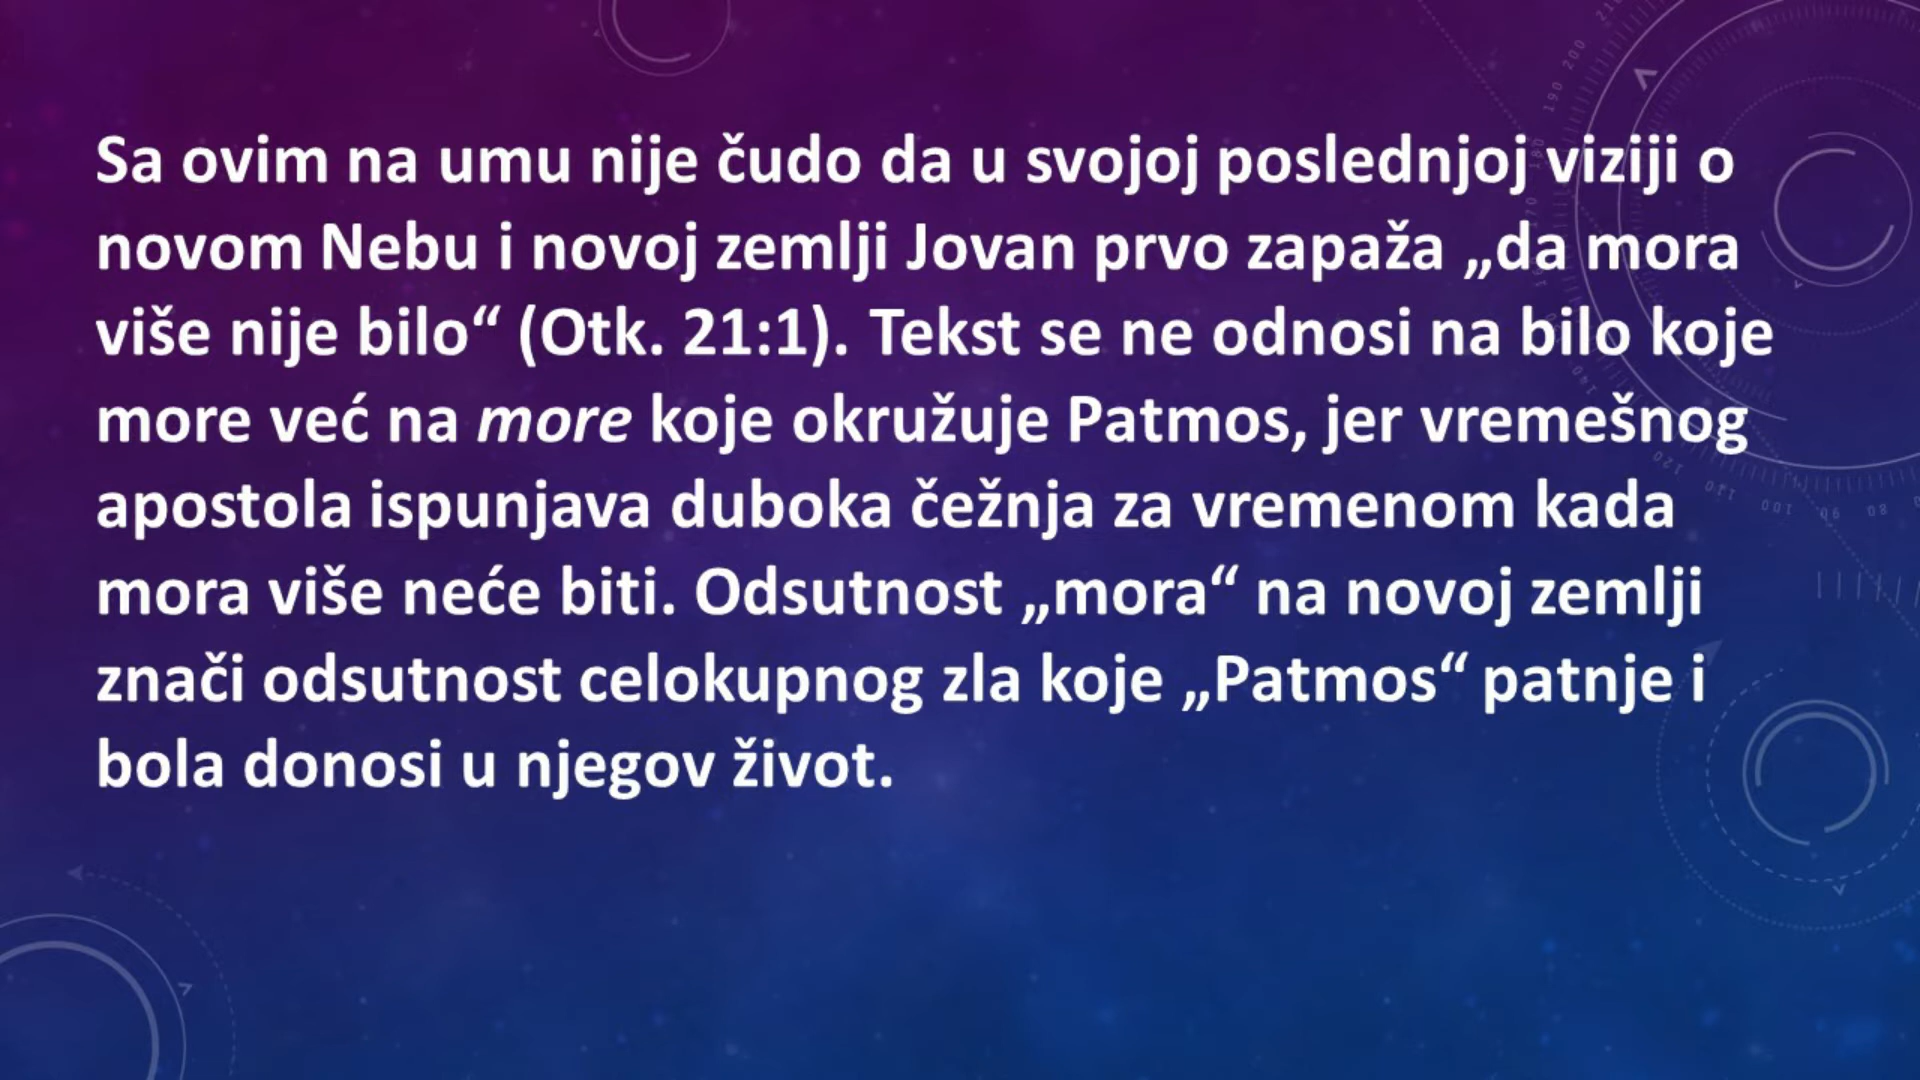 Sa ovim na umu nije čudo da u svojoj poslednjoj viziji o
novom Nebu i novoj zemlji Jovan prvo zapaža „da mora
više nije bilo“ (Otk. 21:1). Tekst se ne odnosi na bilo koje
more već na more koje okružuje Patmos, jer vremešnog
apostola ispunjava duboka čežnja za vremenom kada
mora više neće biti. Odsutnost „mora“ na novoj zemlji
znači odsutnost celokupnog zla koje „Patmos“ patnje i
bola donosi u njegov život.